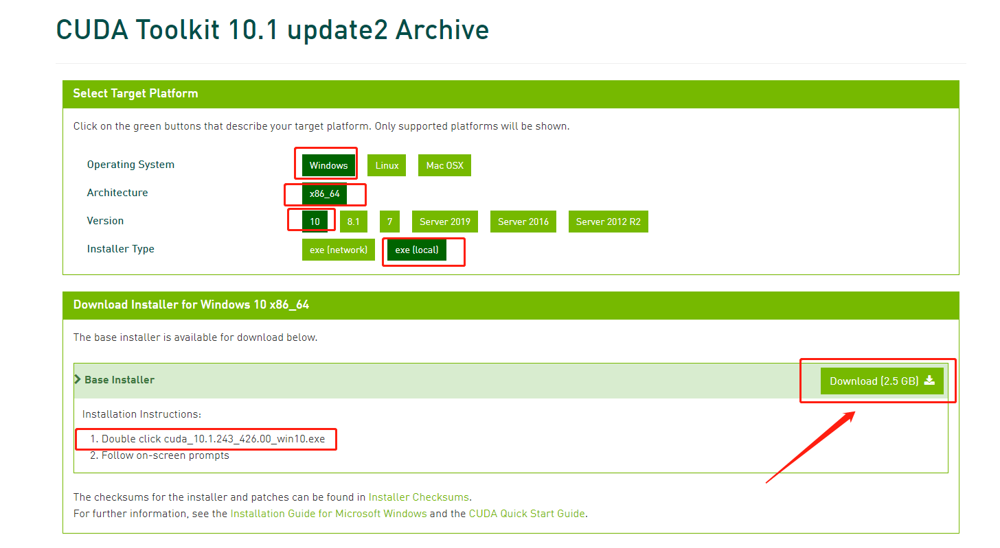 CUDA Toolkit 10.1 update2 Archive
Select Target Platform
Click on the green buttons that describe your target platform. Only supported platforms will be shown.
Operating System Windows Linux Mac OSX
Architecture x86_64
Version 10 8.1 7 Server 2019 Server 2016 Server 2012 R2
Installer Type exe (network) exe (local)
Download Installer for Windows 10 x86_64
The base installer is available for download below.
Base Installer Download (2.5 GB)
Installation Instructions:
1. Double click cuda_10.1.243_426.00_win10.exe
2. Follow on-screen prompts
The checksums for the installer and patches can be found in Installer Checksums.
For further information, see the Installation Guide for Microsoft Windows and the CUDA Quick Start Guide.